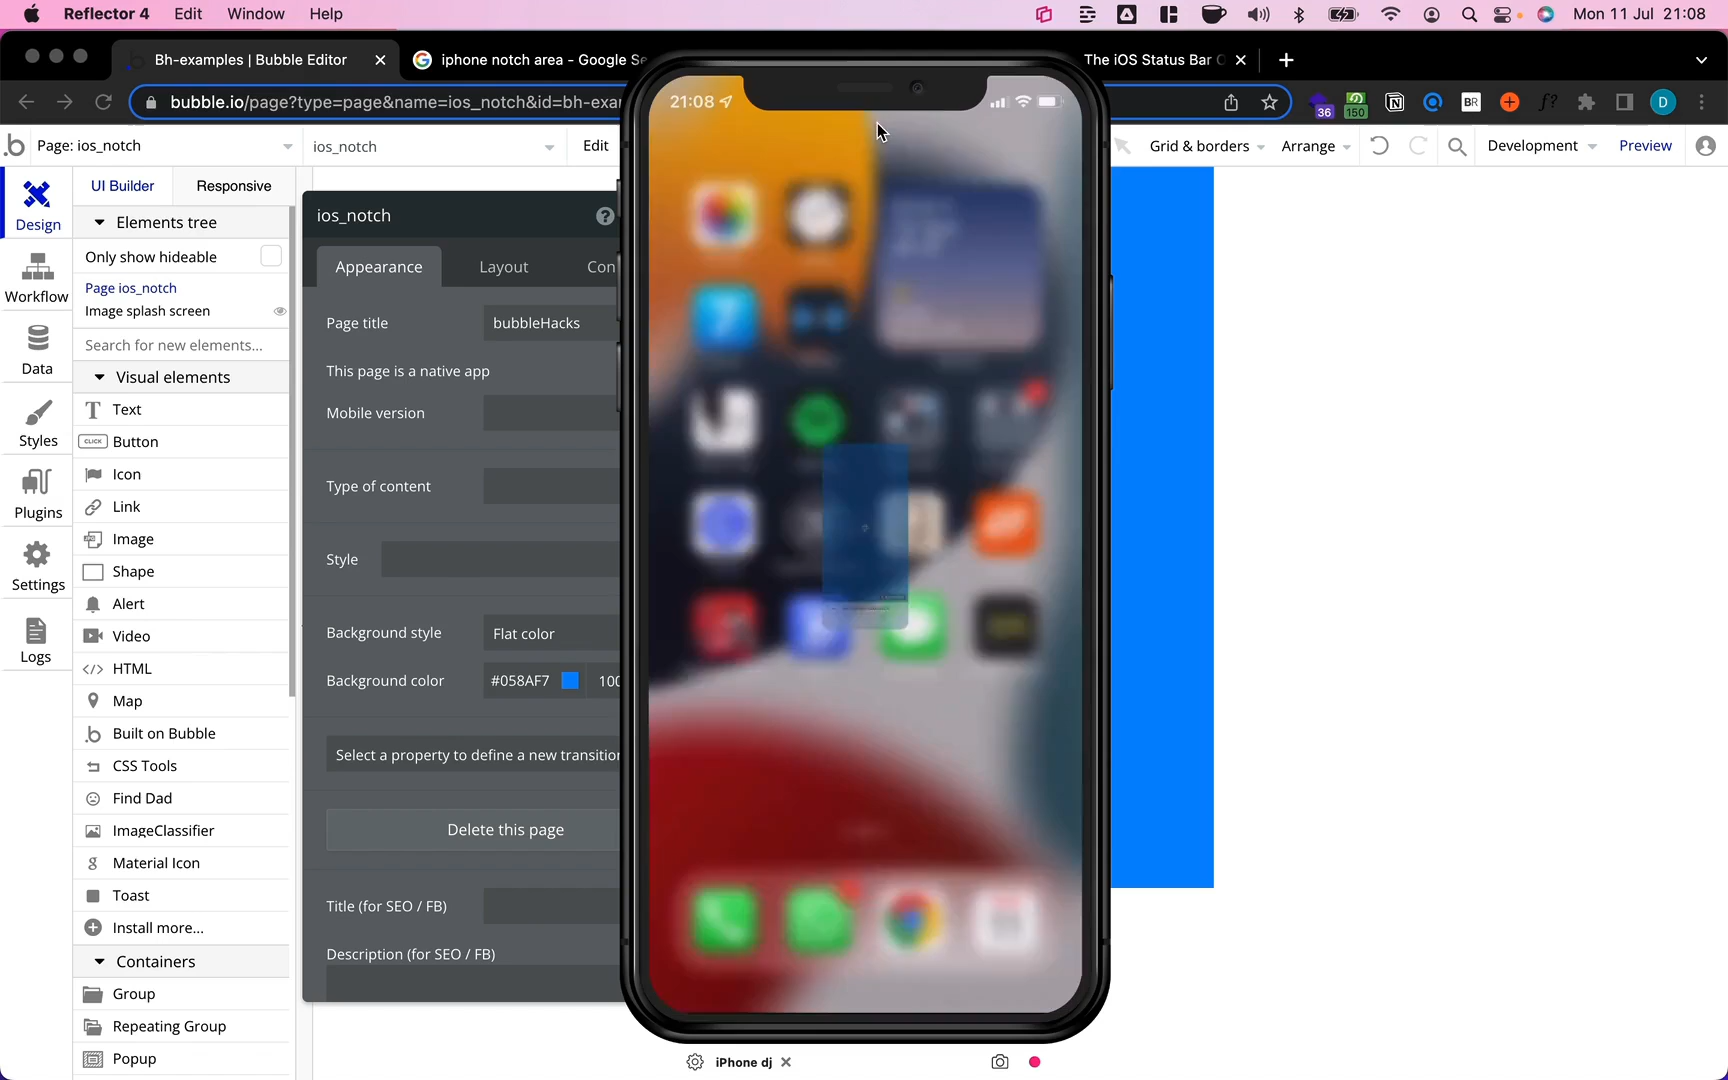 Reflector 4 Edit Window Help Mon 11 Jul 21:08
Bh-examples | Bubble Editor iphone notch area - Google Se The iOS Status Bar
bubble.io/page?type=page&name=ios_notch&id=bh-exa 36 150 BR f? D
21:08
Page: ios_notch ios_notch Edit Grid & borders Arrange Development Preview
UI Builder Responsive
Design
Elements tree
Only show hideable
Page ios_notch
Image splash screen
Search for new elements...
Visual elements
Text
CLICK Button
Icon
Link
Image
Shape
Alert
Video
</> HTML
Map
Built on Bubble
CSS Tools
Find Dad
ImageClassifier
Material Icon
Toast
Install more...
Containers
Group
Repeating Group
Popup
Workflow
Data
Styles
Plugins
Settings
Logs
ios_notch
Appearance Layout Con
Page title bubbleHacks
This page is a native app
Mobile version
Type of content
Style
Background style Flat color
Background color #058AF7 100
Select a property to define a new transition
Delete this page
Title (for SEO / FB)
Description (for SEO / FB)
iPhone dj